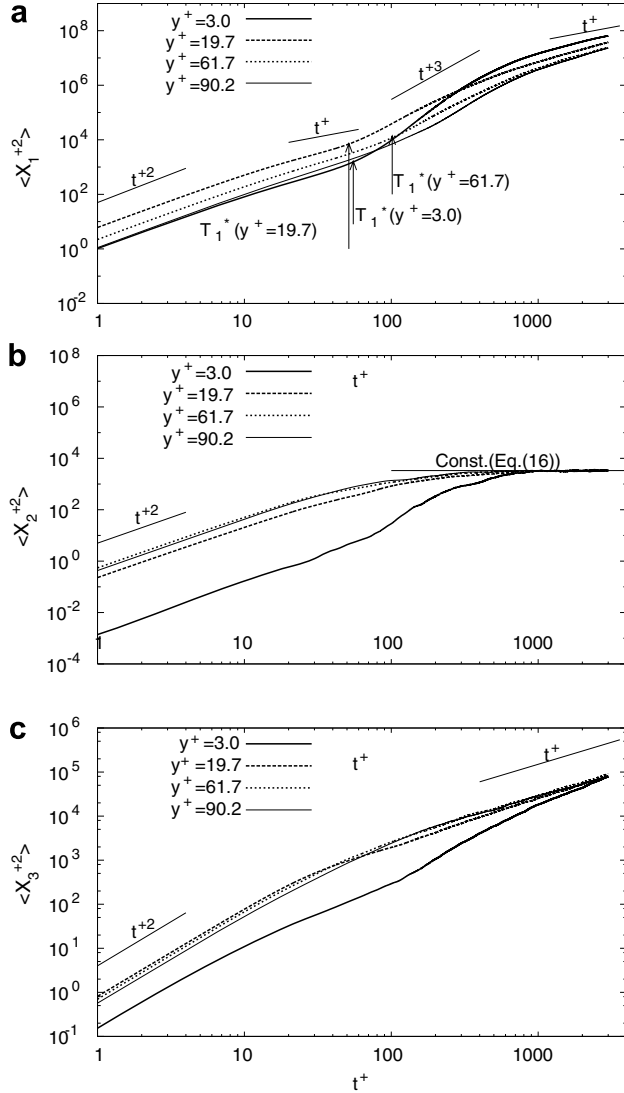 a
10^8
10^6
10^4
10^2
10^0
10^-2
<X_1^+2>
y^+=3.0
y^+=19.7
y^+=61.7
y^+=90.2
t^+2
t^+
t^+3
t^+
T_1^*(y^+=61.7)
T_1^*(y^+=3.0)
T_1^*(y^+=19.7)
1 10 100 1000
b
10^8
10^6
10^4
10^2
10^0
10^-2
10^-4
<X_2^+2>
y^+=3.0
y^+=19.7
y^+=61.7
y^+=90.2
t^+
Const.(Eq.(16))
t^+2
1 10 100 1000
c
10^6
10^5
10^4
10^3
10^2
10^1
10^0
10^-1
<X_3^+2>
y^+=3.0
y^+=19.7
y^+=61.7
y^+=90.2
t^+
t^+
t^+2
1 10 100 1000
t^+